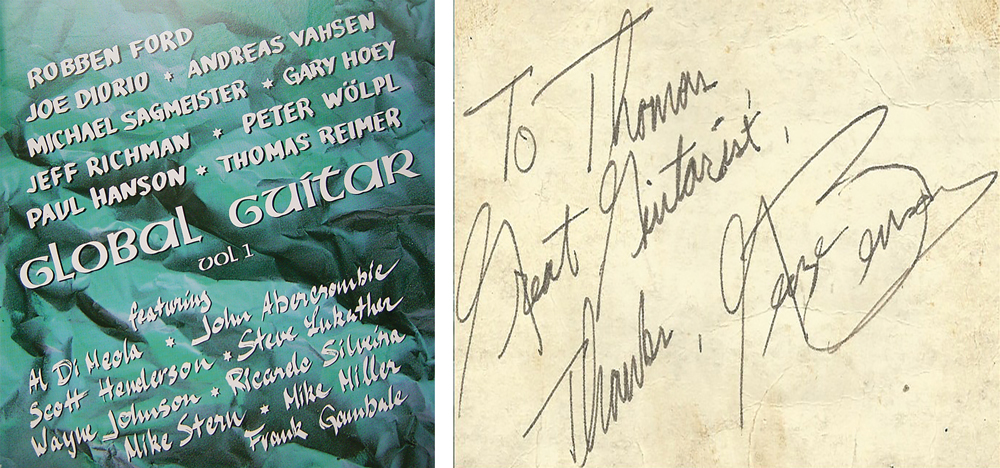 ROBBEN FORD
JOE DIORIO * ANDREAS VAHSEN
MICHAEL SAGMEISTER * GARY HOEY
JEFF RICHMAN * PETER WÖLPL
PAUL HANSON * THOMAS REIMER
GLOBAL GUITAR
VOL 1
featuring
Al Di Meola * John Abercrombie
Scott Henderson * Steve Lukather
Wayne Johnson * Ricardo Silveira
Mike Stern * Mike Miller
Frank Gambale
To Thomas
Great Guitarist,
Thanks,